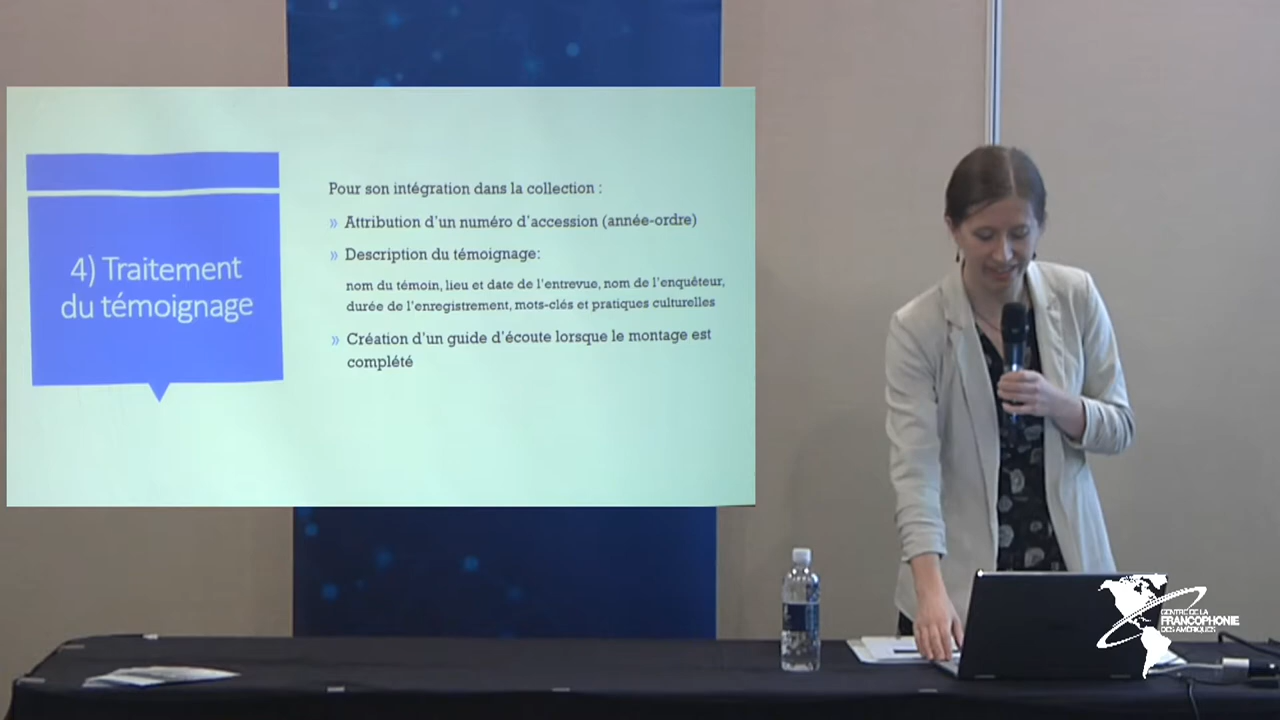 4) Traitement
du témoignage
Pour son intégration dans la collection :
» Attribution d'un numéro d'accession (année-ordre)
» Description du témoignage:
nom du témoin, lieu et date de l'entrevue, nom de l'enquêteur,
durée de l'enregistrement, mots-clés et pratiques culturelles
» Création d'un guide d'écoute lorsque le montage est
complété
CENTRE DE LA
FRANCOPHONIE
DES AMÉRIQUES